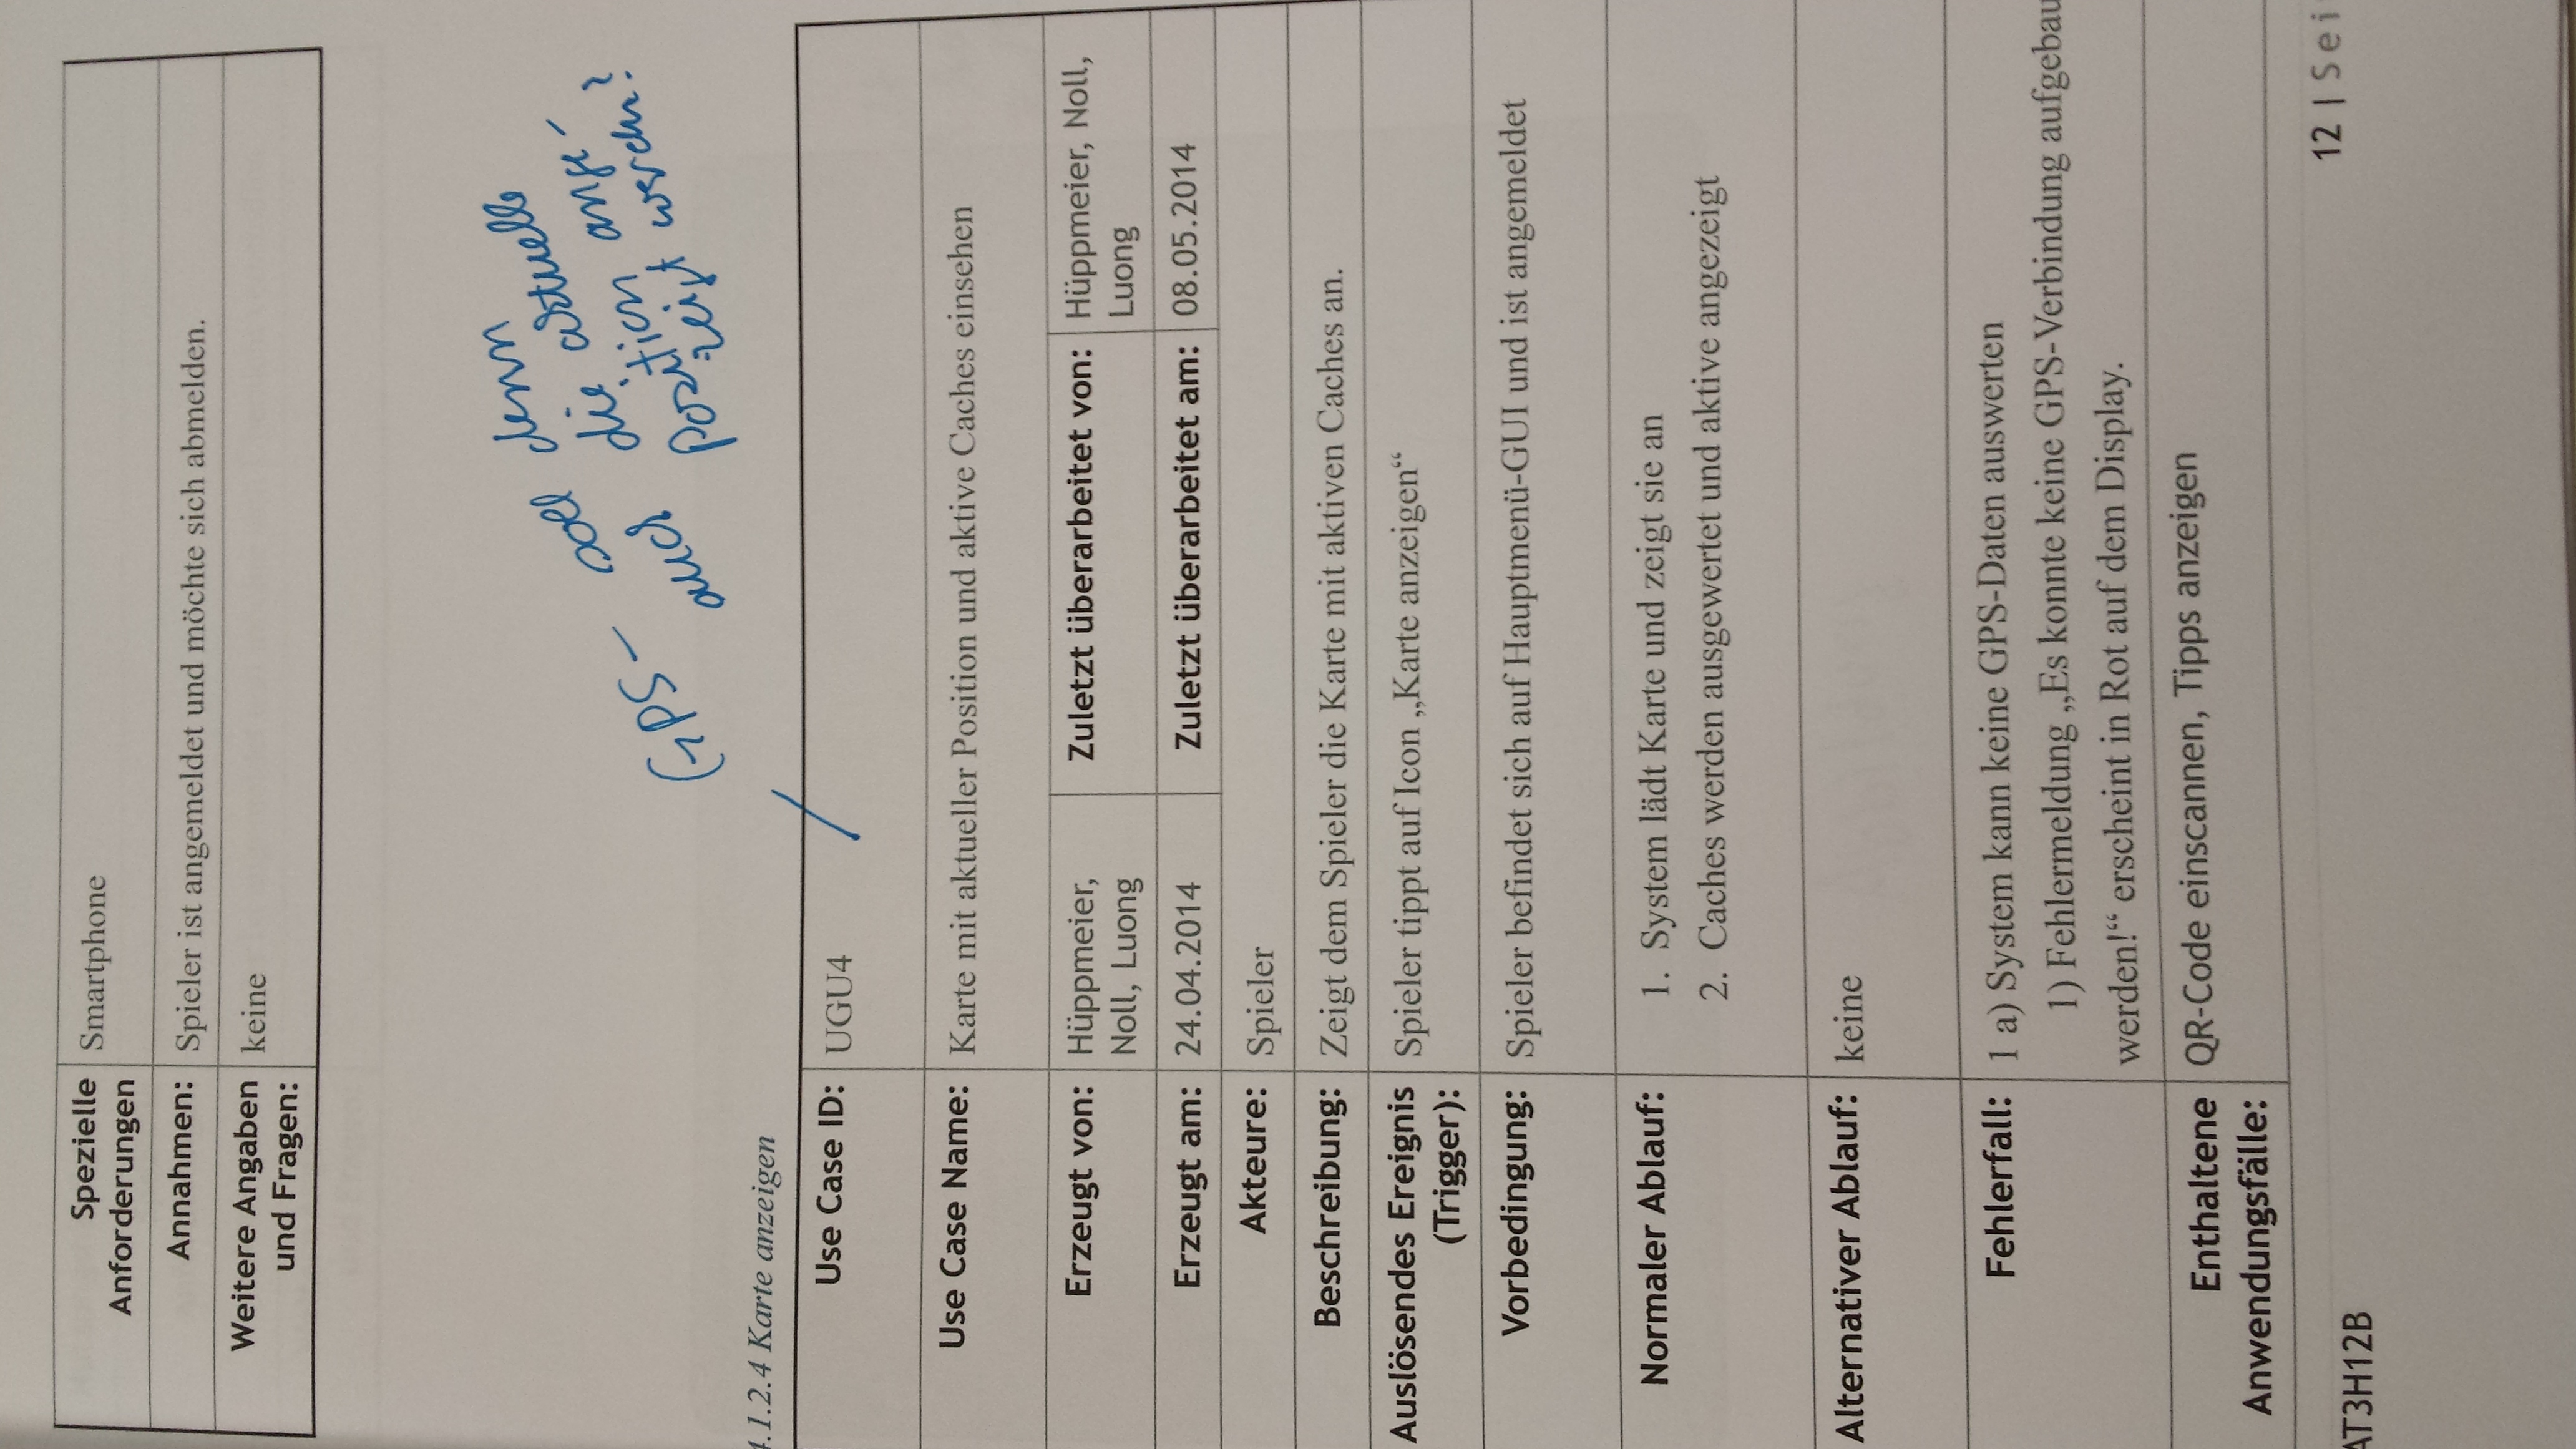 Spezielle Anforderungen Smartphone
Annahmen: Spieler ist angemeldet und möchte sich abmelden.
Weitere Angaben und Fragen: keine
GPS - soll denn
auch die aktuelle
position ange-
zeigt werden?
4.1.2.4 Karte anzeigen
Use Case ID: UGU4
Use Case Name: Karte mit aktueller Position und aktive Caches einsehen
Erzeugt von: Hüppmeier, Noll, Luong Zuletzt überarbeitet von: Hüppmeier, Noll, Luong
Erzeugt am: 24.04.2014 Zuletzt überarbeitet am: 08.05.2014
Akteure: Spieler
Beschreibung: Zeigt dem Spieler die Karte mit aktiven Caches an.
Auslösendes Ereignis (Trigger): Spieler tippt auf Icon „Karte anzeigen“
Vorbedingung: Spieler befindet sich auf Hauptmenü-GUI und ist angemeldet
Normaler Ablauf: 1. System lädt Karte und zeigt sie an
2. Caches werden ausgewertet und aktive angezeigt
Alternativer Ablauf: keine
Fehlerfall: 1 a) System kann keine GPS-Daten auswerten
1) Fehlermeldung „Es konnte keine GPS-Verbindung aufgebau
werden!“ erscheint in Rot auf dem Display.
Enthaltene Anwendungsfälle: QR-Code einscannen, Tipps anzeigen
AT3H12B 12 | Sei